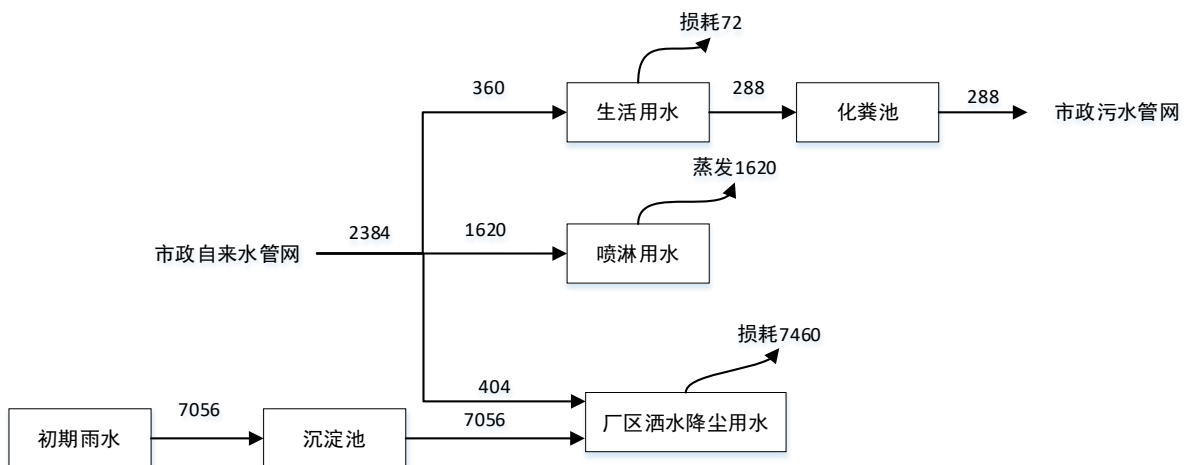 损耗72
360
生活用水
288
化粪池
288
市政污水管网
蒸发1620
市政自来水管网
2384
1620
喷淋用水
损耗7460
404
厂区洒水降尘用水
初期雨水
7056
沉淀池
7056